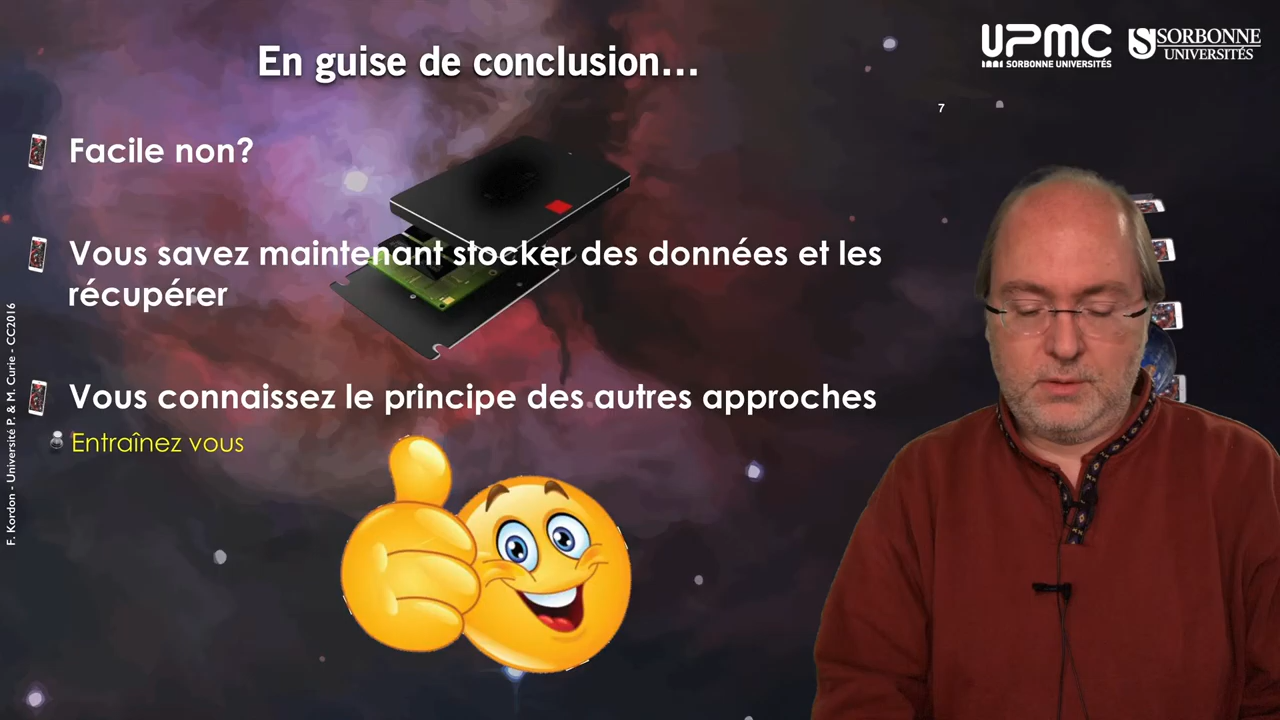 En guise de conclusion...
UPMC
SORBONNE UNIVERSITÉS
SORBONNE
UNIVERSITÉS
7
Facile non?
Vous savez maintenant stocker des données et les
récupérer
Vous connaissez le principe des autres approches
Entraînez vous
F. Kordon - Université P. & M. Curie - CC2016